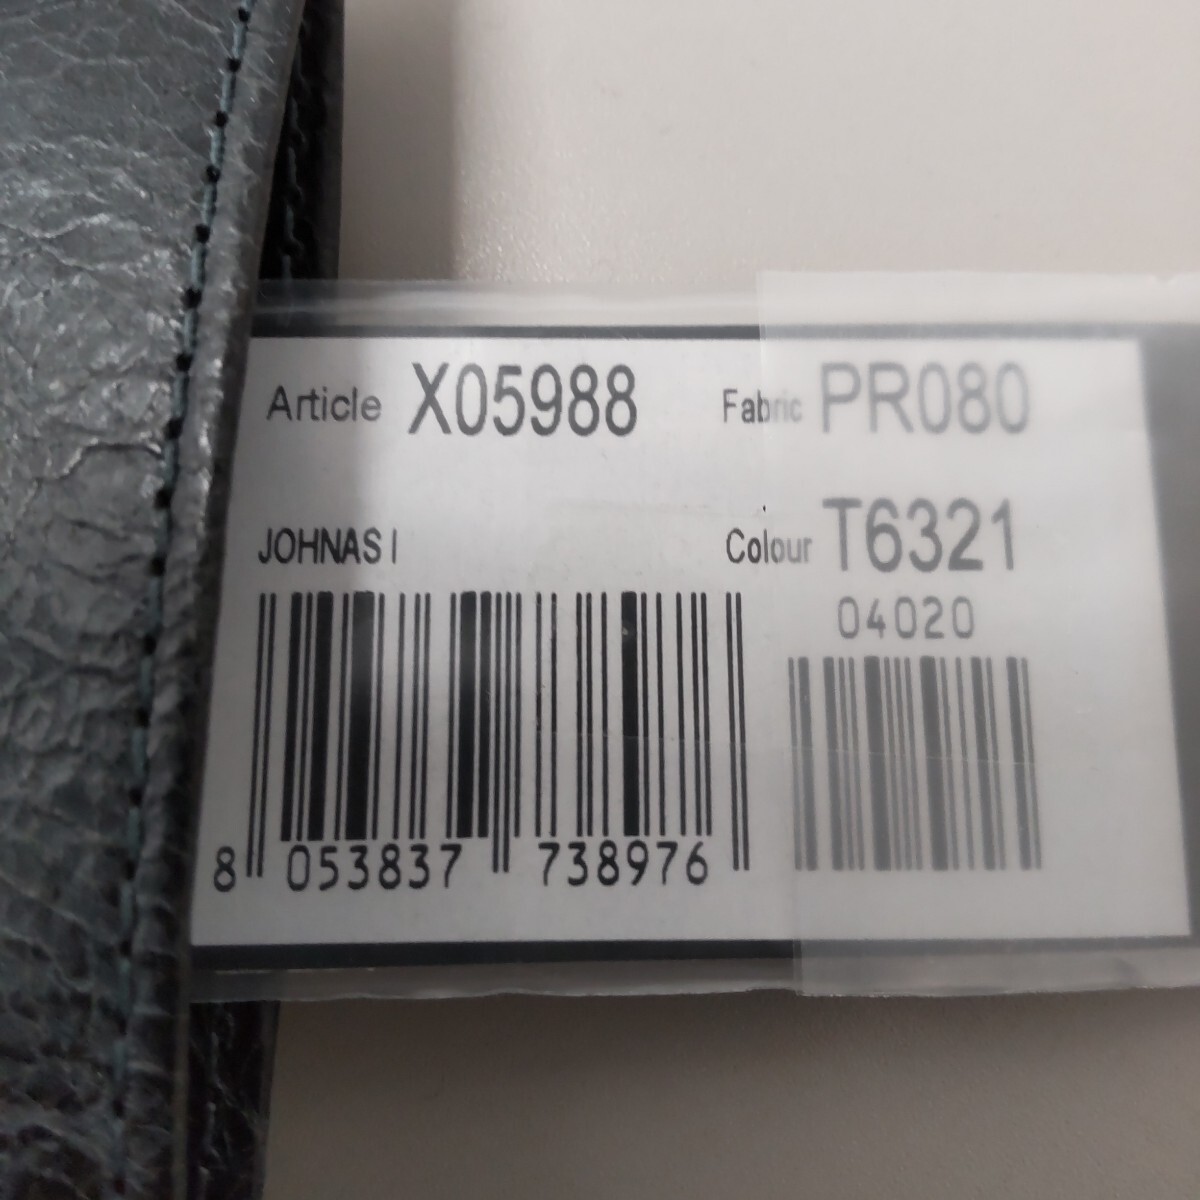 Article X05988 Fabric PR080
JOHNAS I Colour T6321
04020
8 053837 738976